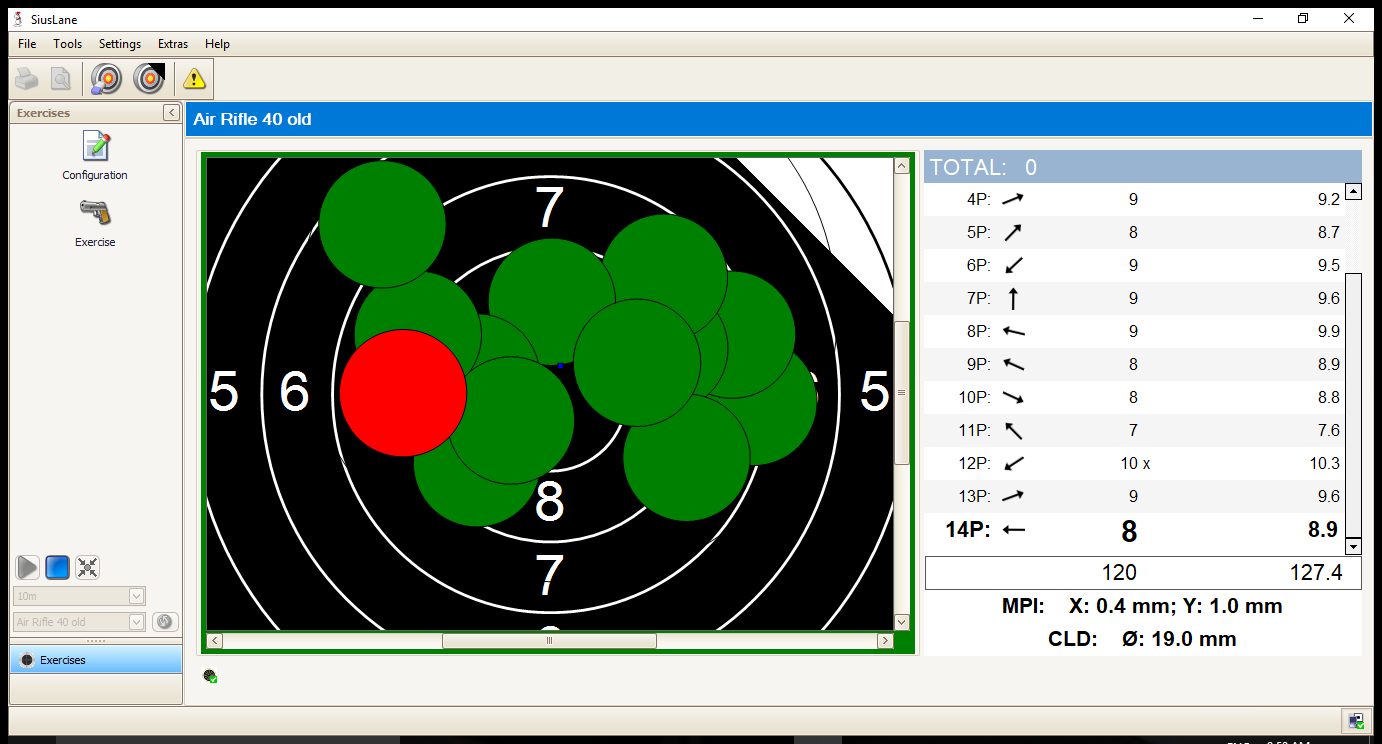 SiusLane
File Tools Settings Extras Help
Exercises
Configuration
Exercise
10m
Air Rifle 40 old
Exercises
Air Rifle 40 old
7
5 6 5
8
7
TOTAL: 0
4P: 9 9.2
5P: 8 8.7
6P: 9 9.5
7P: 9 9.6
8P: 9 9.9
9P: 8 8.9
10P: 8 8.8
11P: 7 7.6
12P: 10 x 10.3
13P: 9 9.6
14P: 8 8.9
120 127.4
MPI: X: 0.4 mm; Y: 1.0 mm
CLD: Ø: 19.0 mm